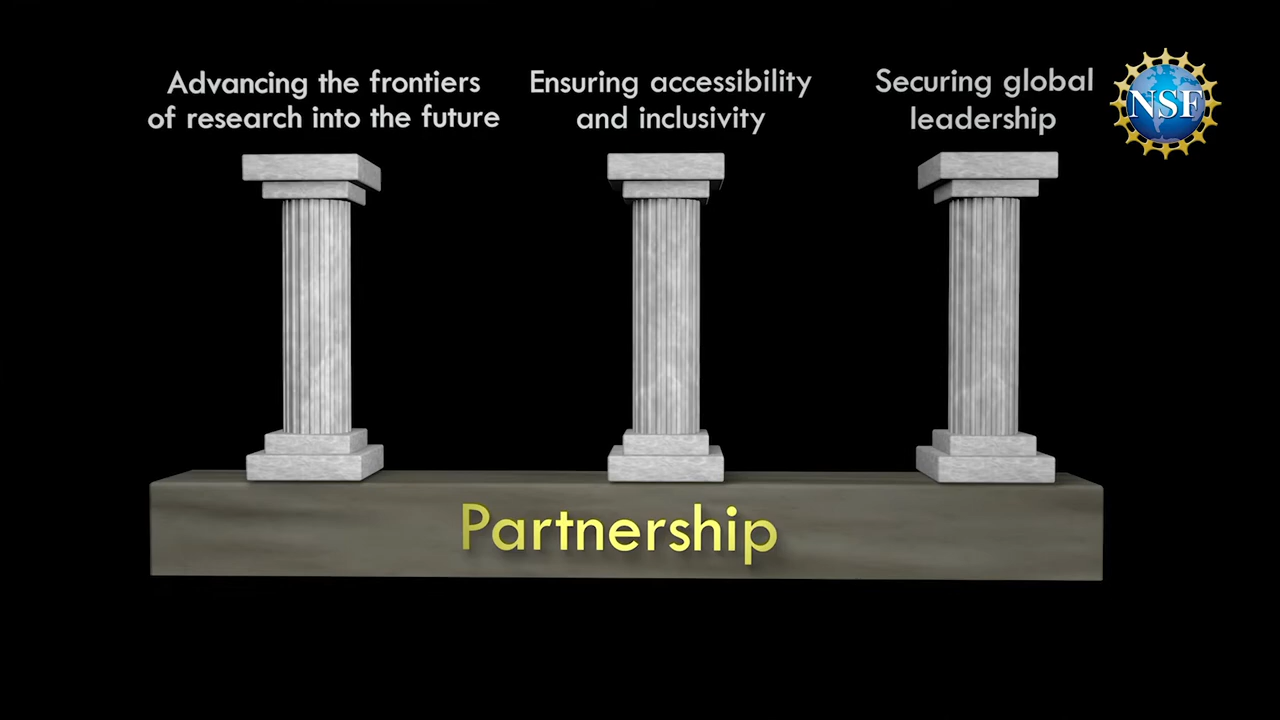 Advancing the frontiers
of research into the future
Ensuring accessibility
and inclusivity
Securing global
leadership
NSF
Partnership